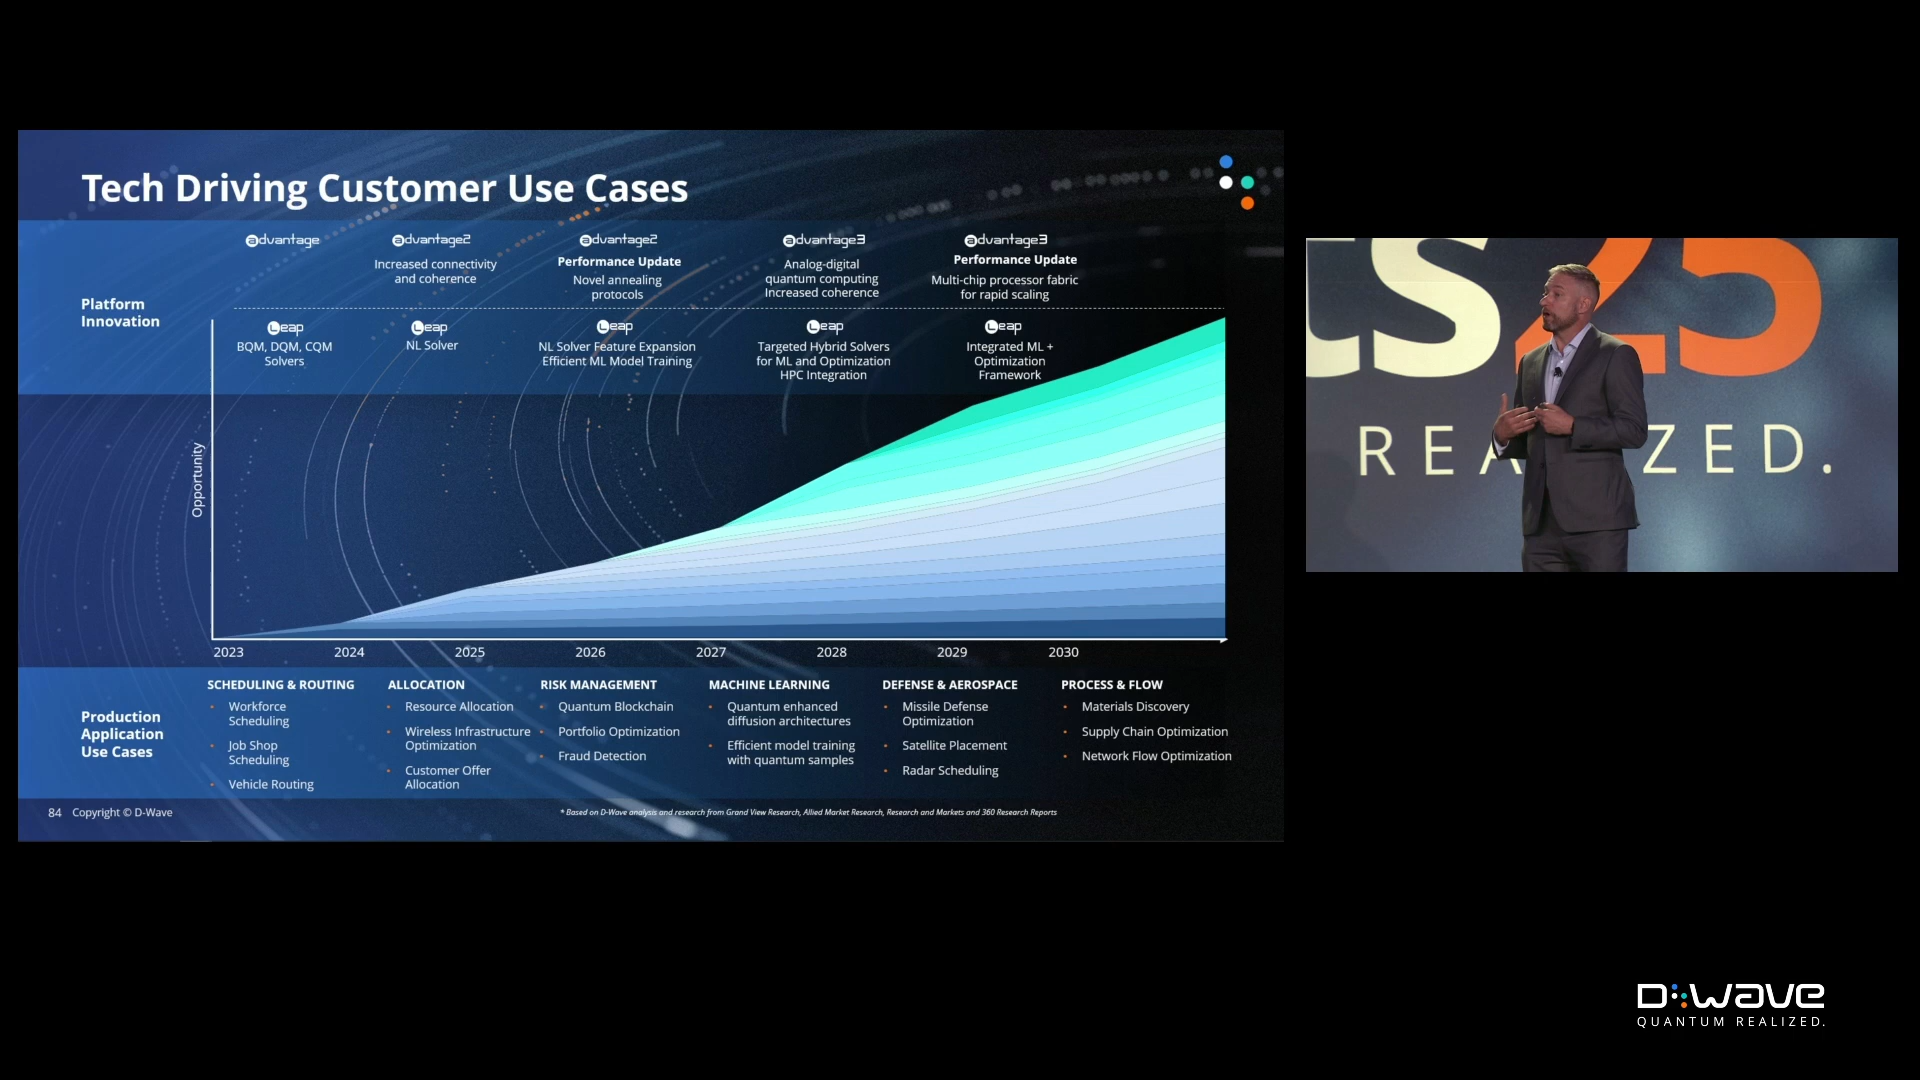 Tech Driving Customer Use Cases
advantage
advantage2
Increased connectivity
and coherence
advantage2
Performance Update
Novel annealing
protocols
advantage3
Analog-digital
quantum computing
Increased coherence
advantage3
Performance Update
Multi-chip processor fabric
for rapid scaling
Platform
Innovation
Leap
BQM, DQM, CQM
Solvers
Leap
NL Solver
Leap
NL Solver Feature Expansion
Efficient ML Model Training
Leap
Targeted Hybrid Solvers
for ML and Optimization
HPC Integration
Leap
Integrated ML +
Optimization
Framework
Opportunity
2023 2024 2025 2026 2027 2028 2029 2030
Production
Application
Use Cases
SCHEDULING & ROUTING
• Workforce
Scheduling
• Job Shop
Scheduling
• Vehicle Routing
ALLOCATION
• Resource Allocation
• Wireless Infrastructure
Optimization
• Customer Offer
Allocation
RISK MANAGEMENT
• Quantum Blockchain
• Portfolio Optimization
• Fraud Detection
MACHINE LEARNING
• Quantum enhanced
diffusion architectures
• Efficient model training
with quantum samples
DEFENSE & AEROSPACE
• Missile Defense
Optimization
• Satellite Placement
• Radar Scheduling
PROCESS & FLOW
• Materials Discovery
• Supply Chain Optimization
• Network Flow Optimization
84 Copyright © D-Wave
* Based on D-Wave analysis and research from Grand View Research, Allied Market Research, Research and Markets and 360 Research Reports
ts25
REA ZED.
D:Wave
QUANTUM REALIZED.